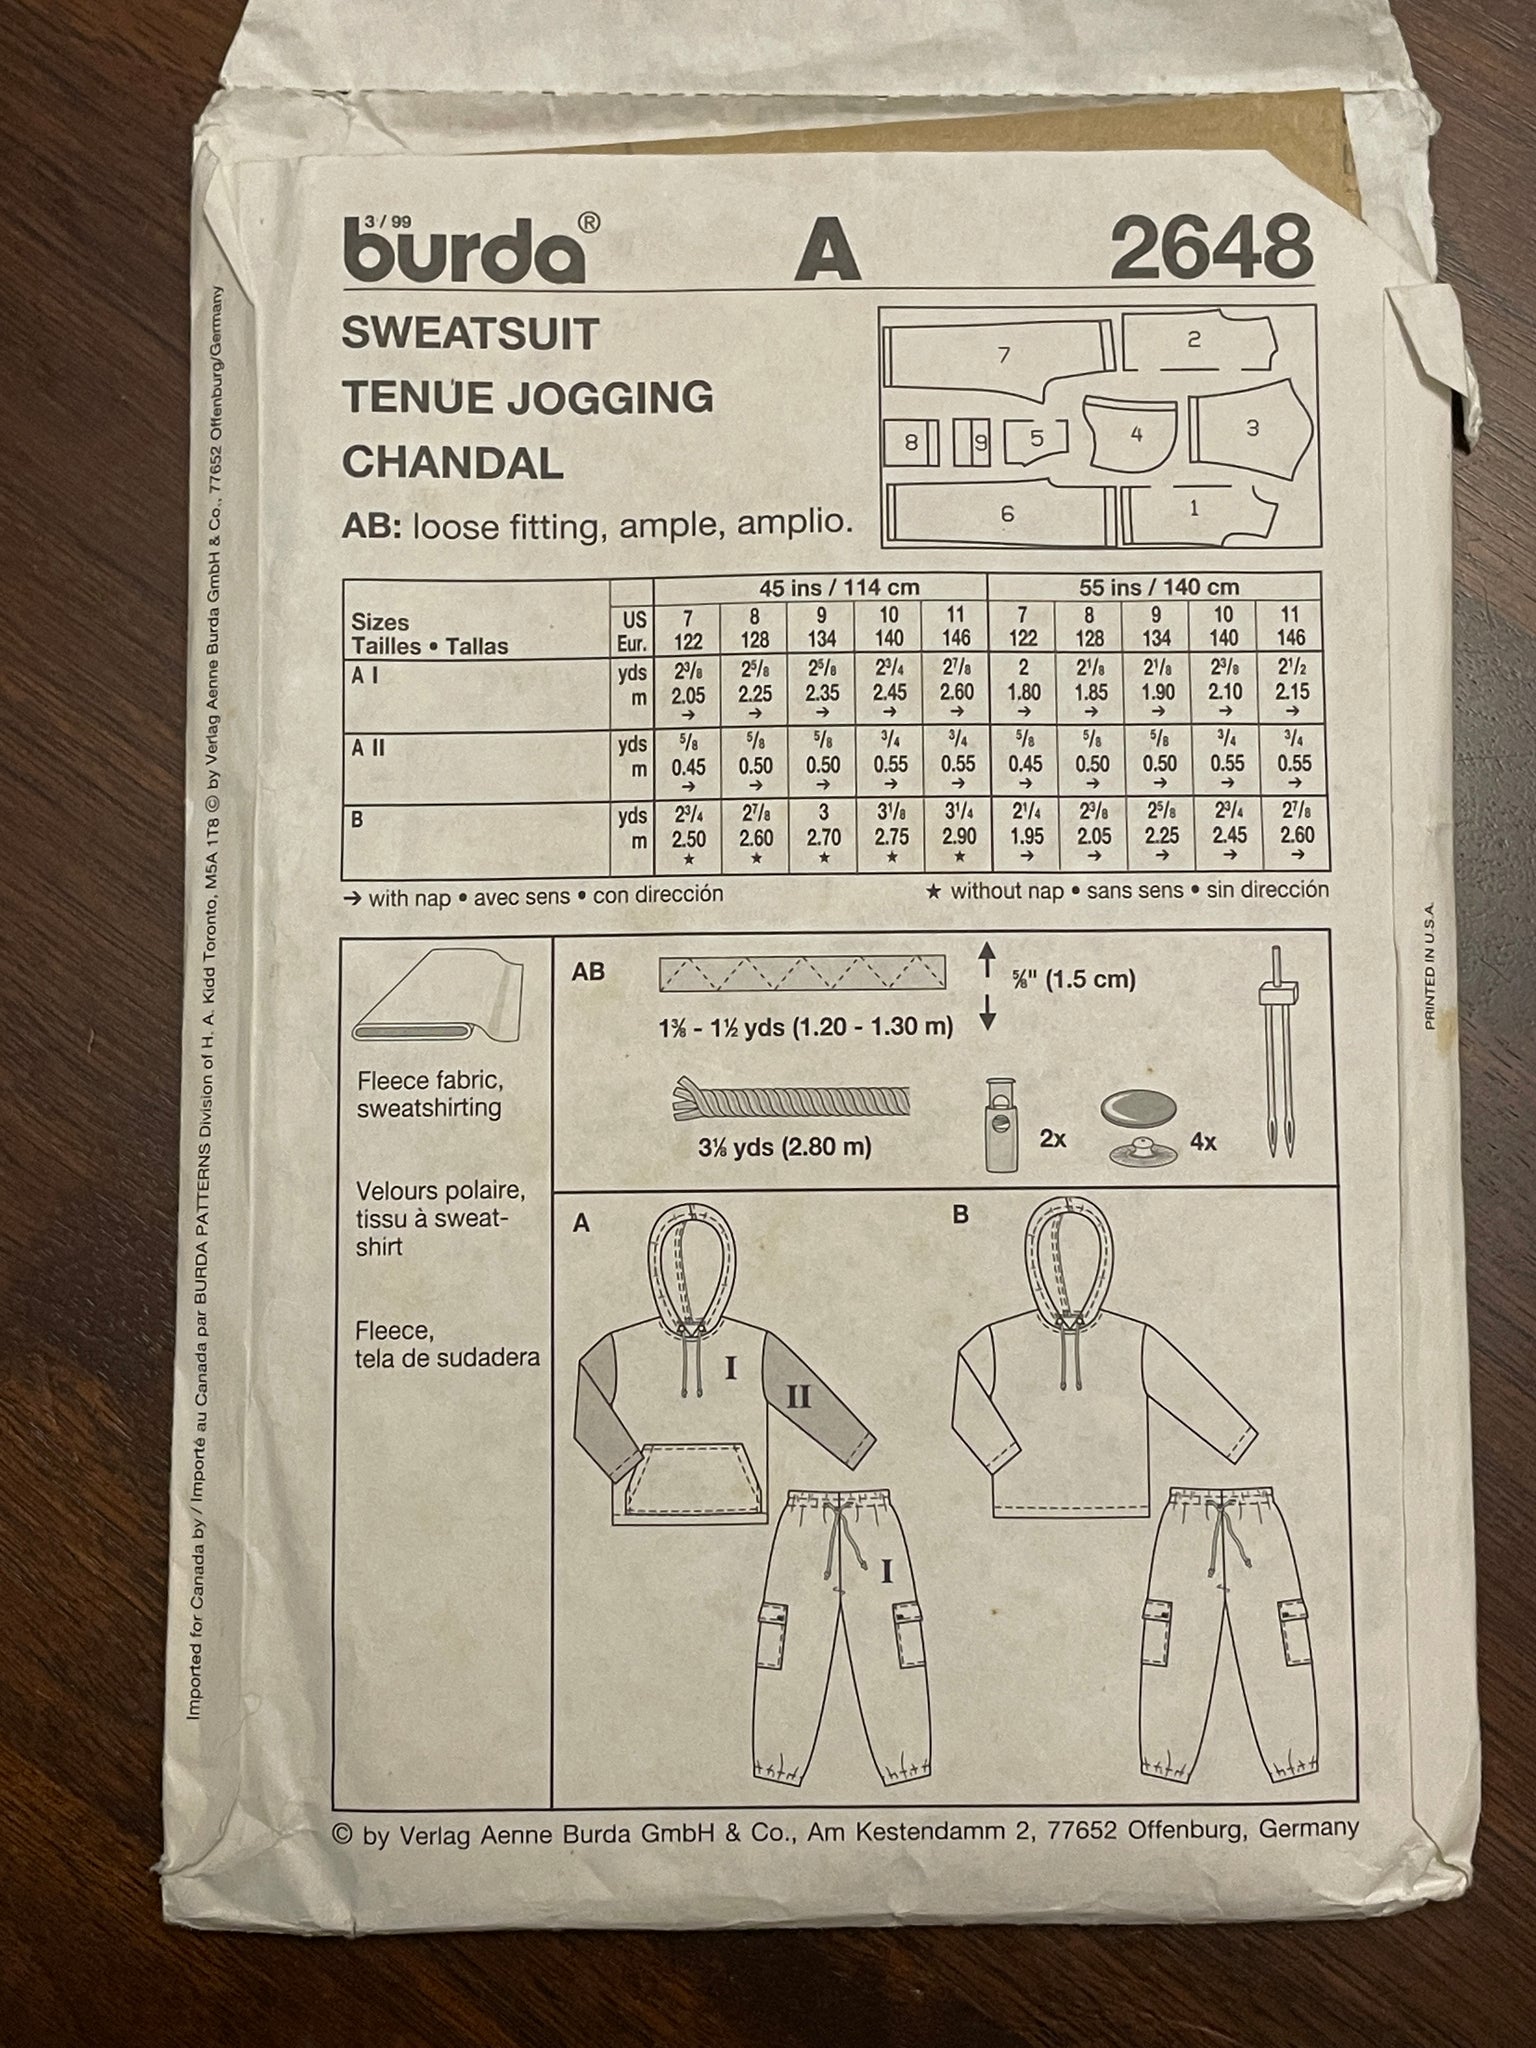 3 / 99
burda® A 2648
SWEATSUIT
TENUE JOGGING
CHANDAL
AB: loose fitting, ample, amplio.
7 2
8 9 5 4 3
6 1
45 ins / 114 cm 55 ins / 140 cm
Sizes US 7 8 9 10 11 7 8 9 10 11
Tailles • Tallas Eur. 122 128 134 140 146 122 128 134 140 146
A I yds 2³/₈ 2⁵/₈ 2⁵/₈ 2³/₄ 2⁷/₈ 2 2¹/₈ 2¹/₈ 2³/₈ 2¹/₂
m 2.05 2.25 2.35 2.45 2.60 1.80 1.85 1.90 2.10 2.15
→ → → → → → → → → →
A II yds ⁵/₈ ⁵/₈ ⁵/₈ ³/₄ ³/₄ ⁵/₈ ⁵/₈ ⁵/₈ ³/₄ ³/₄
m 0.45 0.50 0.50 0.55 0.55 0.45 0.50 0.50 0.55 0.55
→ → → → → → → → → →
B yds 2³/₄ 2⁷/₈ 3 3¹/₈ 3¹/₄ 2¹/₄ 2³/₈ 2⁵/₈ 2³/₄ 2⁷/₈
m 2.50 2.60 2.70 2.75 2.90 1.95 2.05 2.25 2.45 2.60
★ ★ ★ ★ ★ → → → → →
→ with nap • avec sens • con dirección ★ without nap • sans sens • sin dirección
Fleece fabric,
sweatshirting
Velours polaire,
tissu à sweat-
shirt
Fleece,
tela de sudadera
AB
⅝" (1.5 cm)
1⅜ - 1½ yds (1.20 - 1.30 m)
3⅛ yds (2.80 m)
2x 4x
A B
I
II
I
© by Verlag Aenne Burda GmbH & Co., Am Kestendamm 2, 77652 Offenburg, Germany
Imported for Canada by / Importé au Canada par BURDA PATTERNS Division of H. A. Kidd Toronto, M5A 1T8 © by Verlag Aenne Burda GmbH & Co., 77652 Offenburg/Germany
PRINTED IN U.S.A.